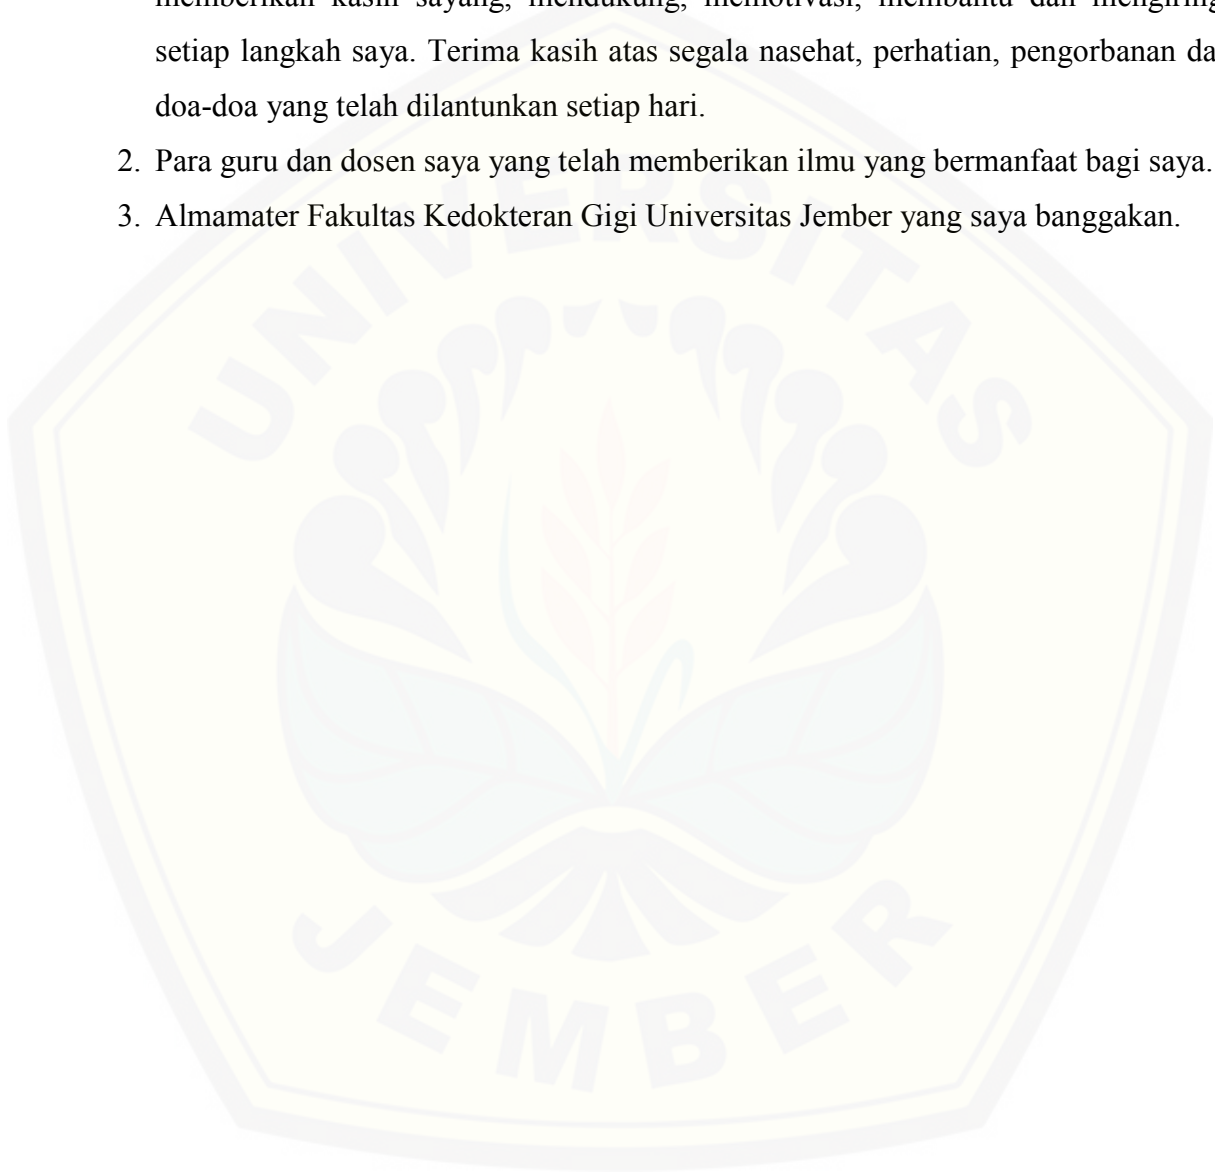 memberikan kasih sayang, mendukung, memotivasi, membantu dan mengiring
setiap langkah saya. Terima kasih atas segala nasehat, perhatian, pengorbanan da
doa-doa yang telah dilantunkan setiap hari.
2. Para guru dan dosen saya yang telah memberikan ilmu yang bermanfaat bagi saya.
3. Almamater Fakultas Kedokteran Gigi Universitas Jember yang saya banggakan.
UNIVERSITAS
JEMBER